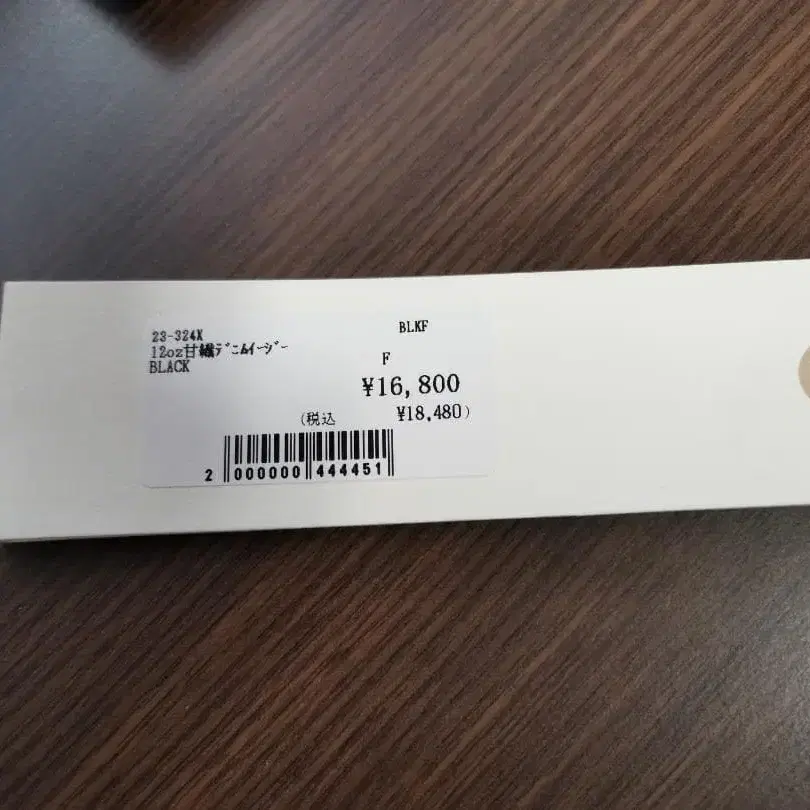 23-324K BLKF
12oz甘織ﾃﾞﾆﾑｲｰｼﾞｰ
BLACK F
¥16,800
(税込 ¥18,480)
2 000000 444451